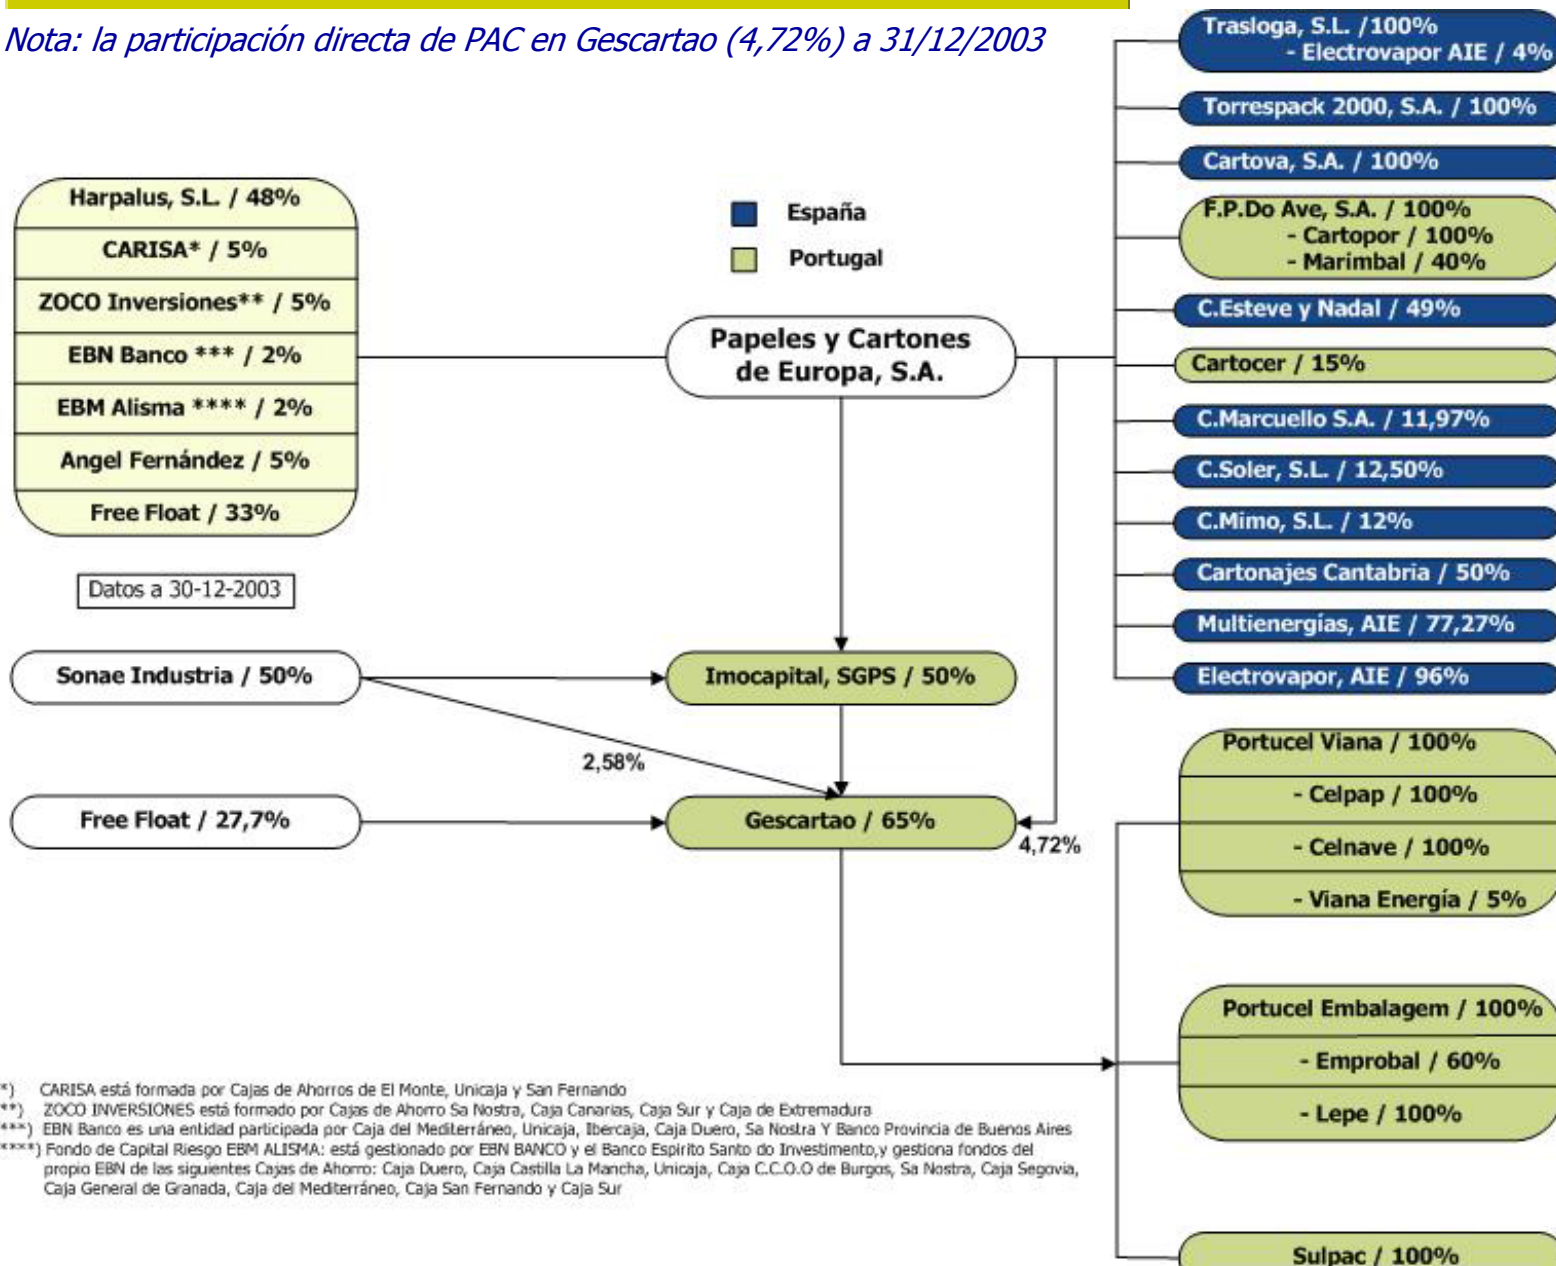 Nota: la participación directa de PAC en Gescartao (4,72%) a 31/12/2003
Harpalus, S.L. / 48%
CARISA* / 5%
ZOCO Inversiones** / 5%
EBN Banco *** / 2%
EBM Alisma **** / 2%
Angel Fernández / 5%
Free Float / 33%
Datos a 30-12-2003
España
Portugal
Papeles y Cartones
de Europa, S.A.
Sonae Industria / 50%
Imocapital, SGPS / 50%
2,58%
Free Float / 27,7%
Gescartao / 65%
4,72%
Trasloga, S.L. /100%
- Electrovapor AIE / 4%
Torrespack 2000, S.A. / 100%
Cartova, S.A. / 100%
F.P.Do Ave, S.A. / 100%
- Cartopor / 100%
- Marimbal / 40%
C.Esteve y Nadal / 49%
Cartocer / 15%
C.Marcuello S.A. / 11,97%
C.Soler, S.L. / 12,50%
C.Mimo, S.L. / 12%
Cartonajes Cantabria / 50%
Multienergías, AIE / 77,27%
Electrovapor, AIE / 96%
Portucel Viana / 100%
- Celpap / 100%
- Celnave / 100%
- Viana Energía / 5%
Portucel Embalagem / 100%
- Emprobal / 60%
- Lepe / 100%
Sulpac / 100%
*) CARISA está formada por Cajas de Ahorros de El Monte, Unicaja y San Fernando
**) ZOCO INVERSIONES está formado por Cajas de Ahorro Sa Nostra, Caja Canarias, Caja Sur y Caja de Extremadura
***) EBN Banco es una entidad participada por Caja del Mediterráneo, Unicaja, Ibercaja, Caja Duero, Sa Nostra Y Banco Provincia de Buenos Aires
****) Fondo de Capital Riesgo EBM ALISMA: está gestionado por EBN BANCO y el Banco Espirito Santo do Investimento,y gestiona fondos del
propio EBN de las siguientes Cajas de Ahorro: Caja Duero, Caja Castilla La Mancha, Unicaja, Caja C.C.O.O de Burgos, Sa Nostra, Caja Segovia,
Caja General de Granada, Caja del Mediterráneo, Caja San Fernando y Caja Sur